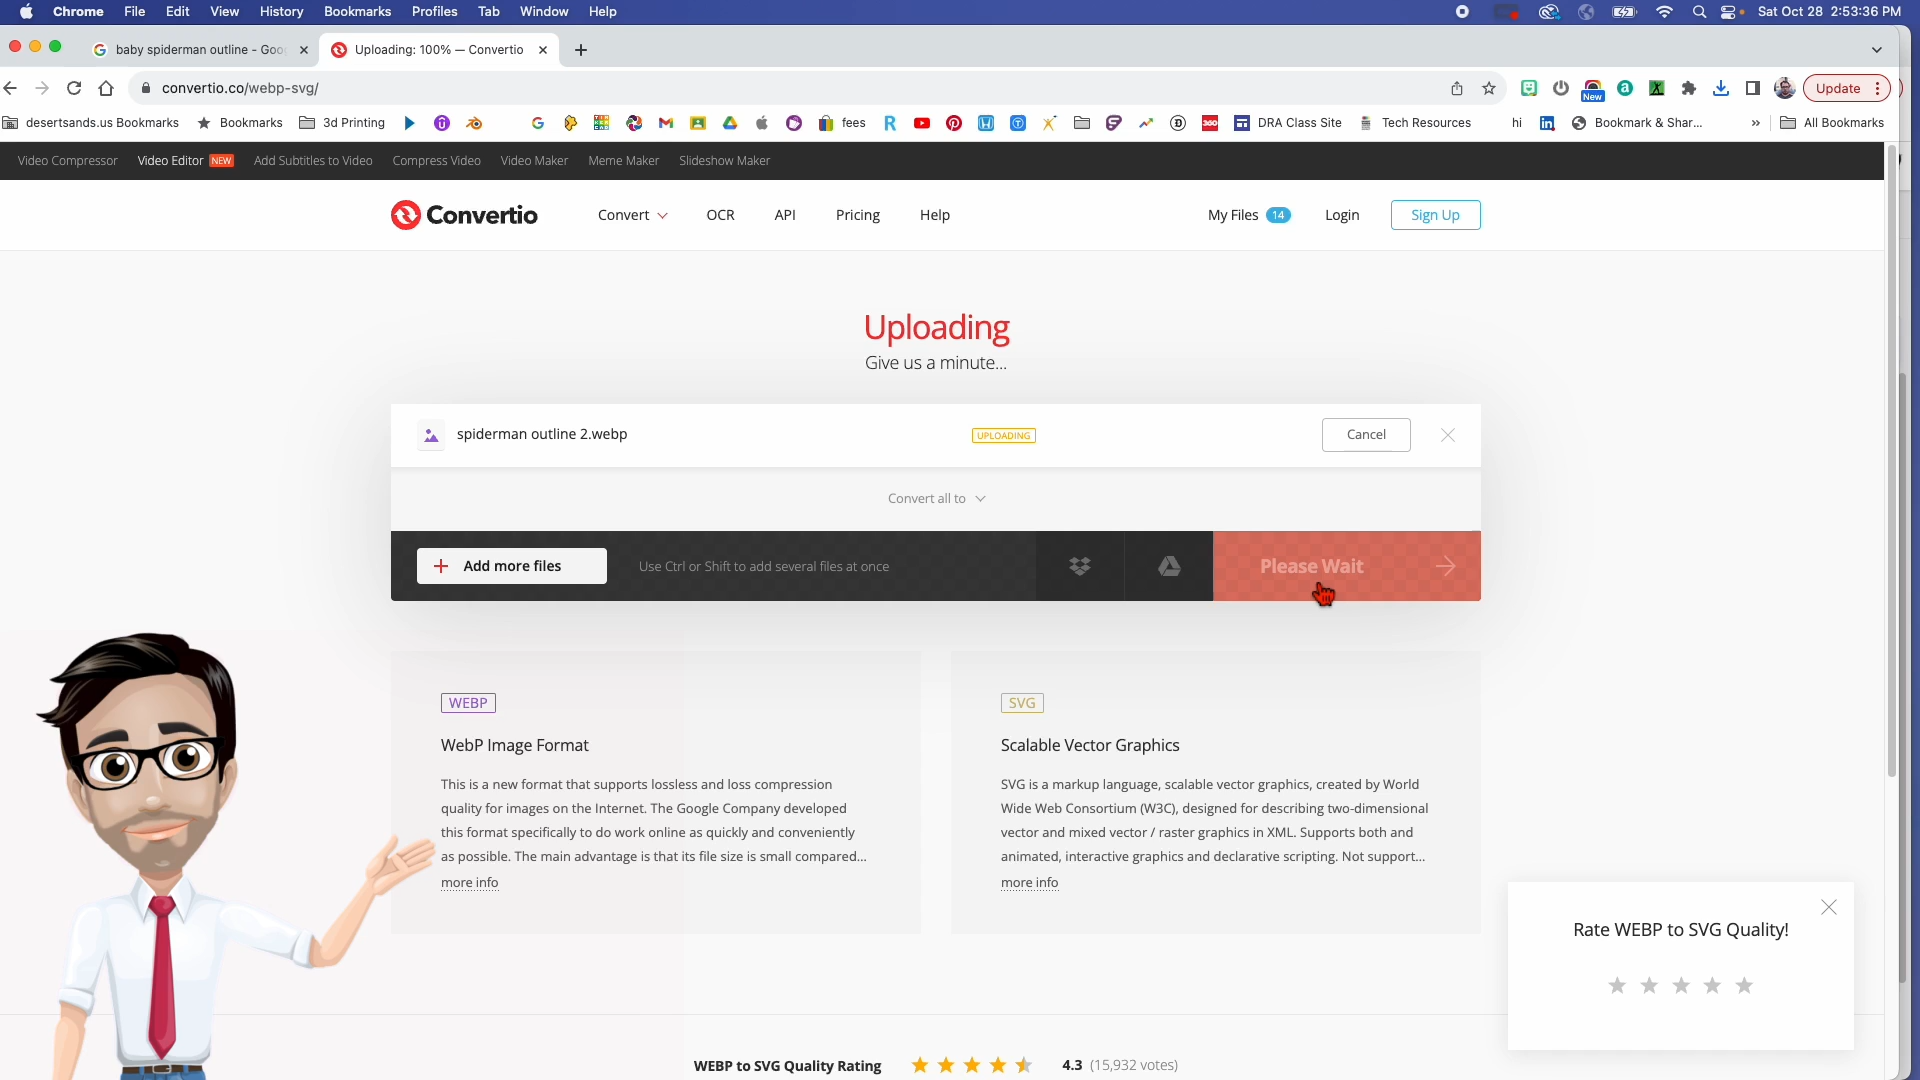 Chrome File Edit View History Bookmarks Profiles Tab Window Help Sat Oct 28 2:53:36 PM
baby spiderman outline - Goo Uploading: 100% — Convertio
convertio.co/webp-svg/ New Update
desertsands.us Bookmarks Bookmarks 3d Printing fees 360 DRA Class Site Tech Resources hi Bookmark & Shar... » All Bookmarks
Video Compressor Video Editor NEW Add Subtitles to Video Compress Video Video Maker Meme Maker Slideshow Maker
Convertio Convert OCR API Pricing Help My Files 14 Login Sign Up
Uploading
Give us a minute...
spiderman outline 2.webp UPLOADING Cancel
Convert all to
Add more files Use Ctrl or Shift to add several files at once Please Wait
WEBP
WebP Image Format
This is a new format that supports lossless and loss compression
quality for images on the Internet. The Google Company developed
this format specifically to do work online as quickly and conveniently
as possible. The main advantage is that its file size is small compared...
more info
SVG
Scalable Vector Graphics
SVG is a markup language, scalable vector graphics, created by World
Wide Web Consortium (W3C), designed for describing two-dimensional
vector and mixed vector / raster graphics in XML. Supports both and
animated, interactive graphics and declarative scripting. Not support...
more info
Rate WEBP to SVG Quality!
WEBP to SVG Quality Rating 4.3 (15,932 votes)